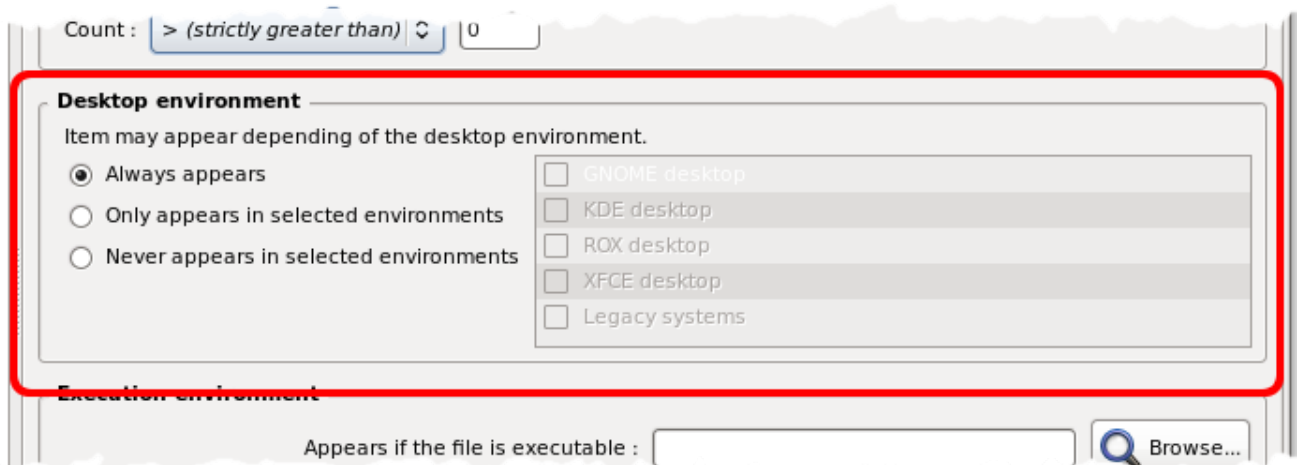 Count : > (strictly greater than) 0
Desktop environment
Item may appear depending of the desktop environment.
Always appears
Only appears in selected environments
Never appears in selected environments
GNOME desktop
KDE desktop
ROX desktop
XFCE desktop
Legacy systems
Execution environment
Appears if the file is executable : Browse...